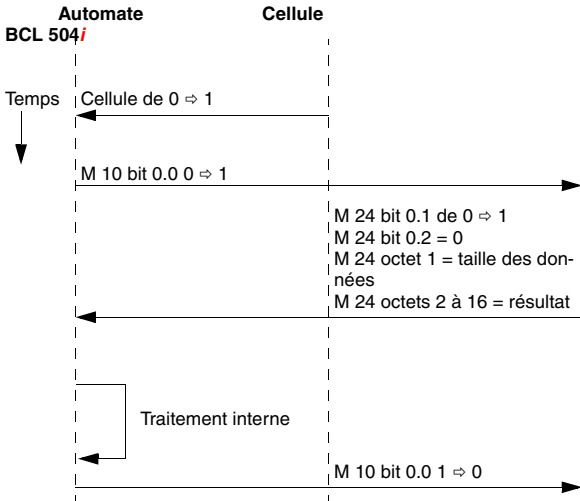 Automate Cellule
BCL 504i
Temps Cellule de 0 ⇨ 1
M 10 bit 0.0 0 ⇨ 1
M 24 bit 0.1 de 0 ⇨ 1
M 24 bit 0.2 = 0
M 24 octet 1 = taille des don-
nées
M 24 octets 2 à 16 = résultat
Traitement interne
M 10 bit 0.0 1 ⇨ 0